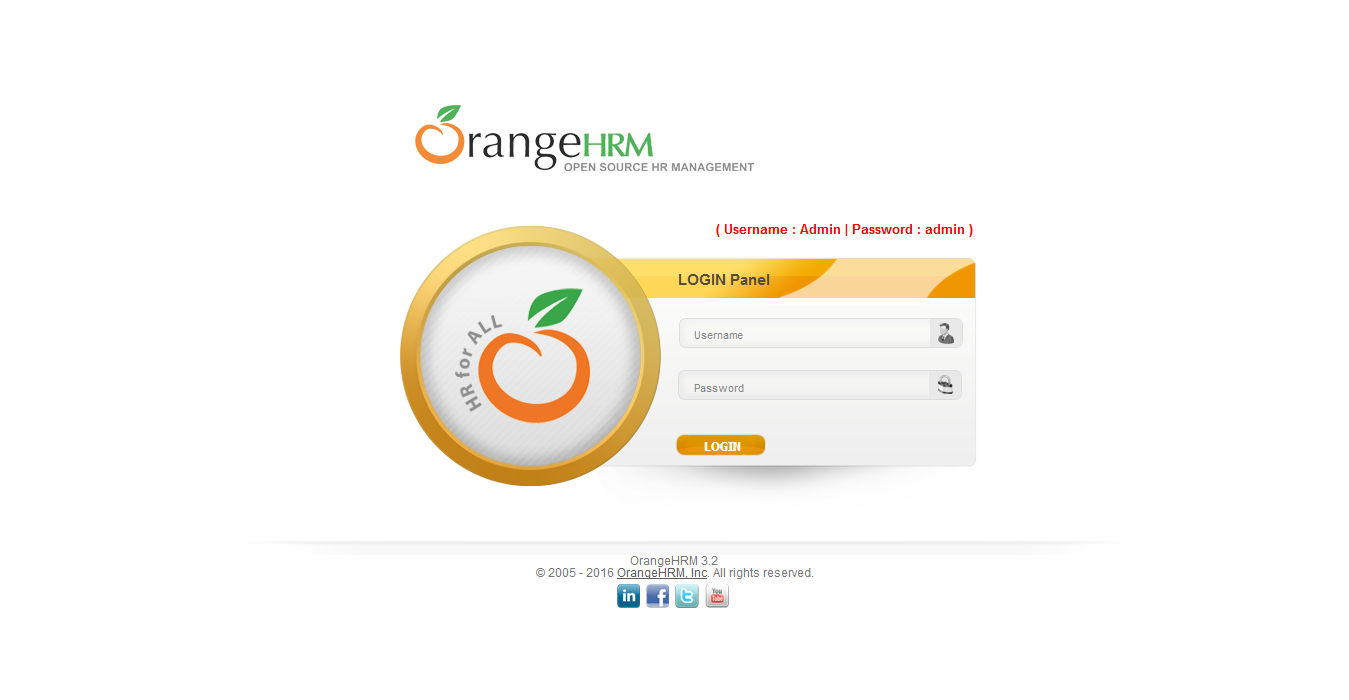 OrangeHRM
OPEN SOURCE HR MANAGEMENT
( Username : Admin | Password : admin )
LOGIN Panel
HR for ALL
Username
Password
LOGIN
OrangeHRM 3.2
© 2005 - 2016 OrangeHRM, Inc. All rights reserved.
in f t You Tube